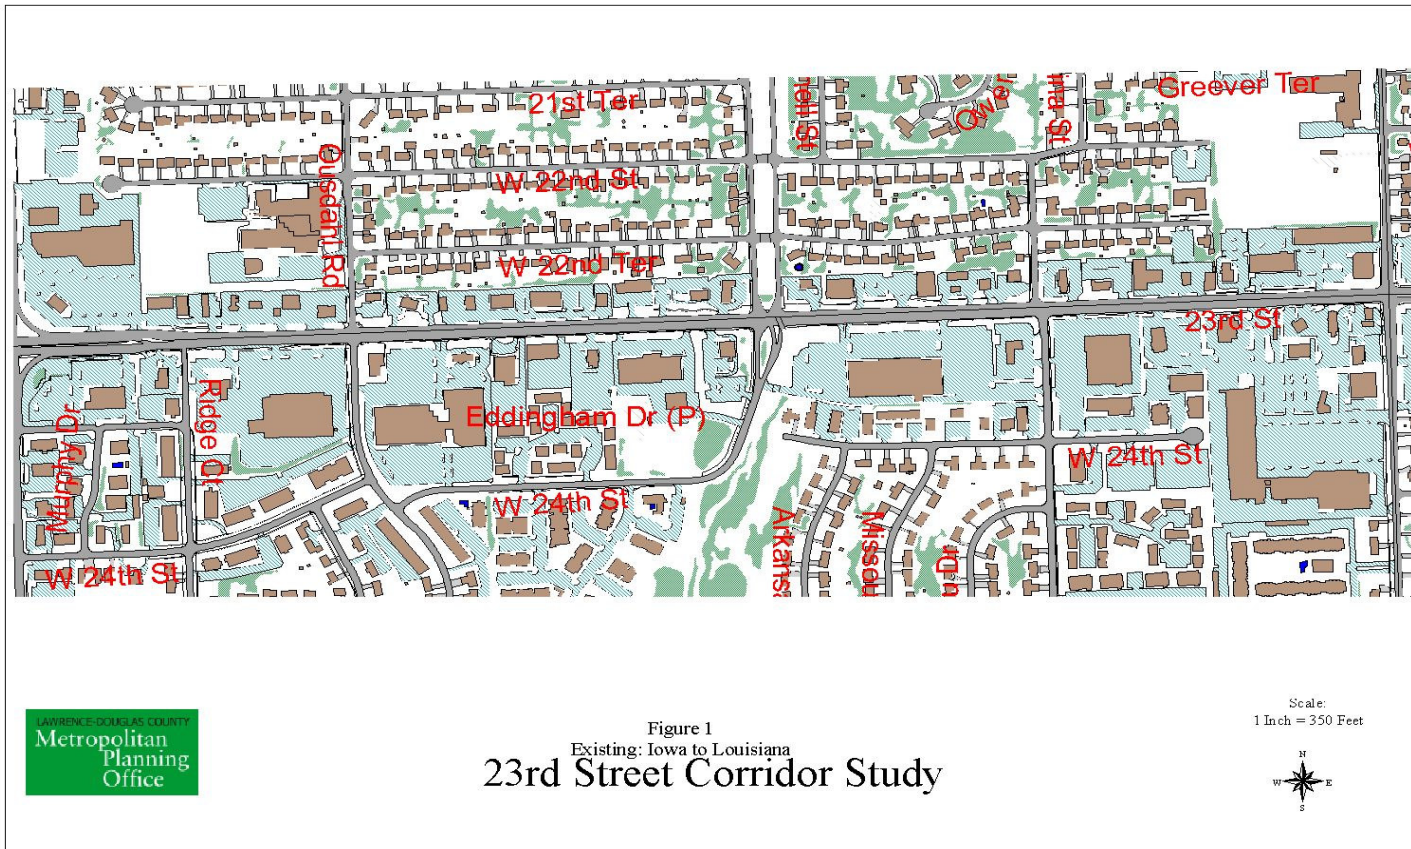 Greever Ter
21st Ter
Ousdahl Rd
W 22nd St
W 22nd Ter
23rd St
Ridge Ct
Murphy Dr
Eddingham Dr (P)
W 24th St
W 24th St
W 24th St
Arkansa
Missou
LAWRENCE-DOUGLAS COUNTY
Metropolitan
Planning
Office
Figure 1
Existing: Iowa to Louisiana
23rd Street Corridor Study
Scale:
1 Inch = 350 Feet
N
W E
S